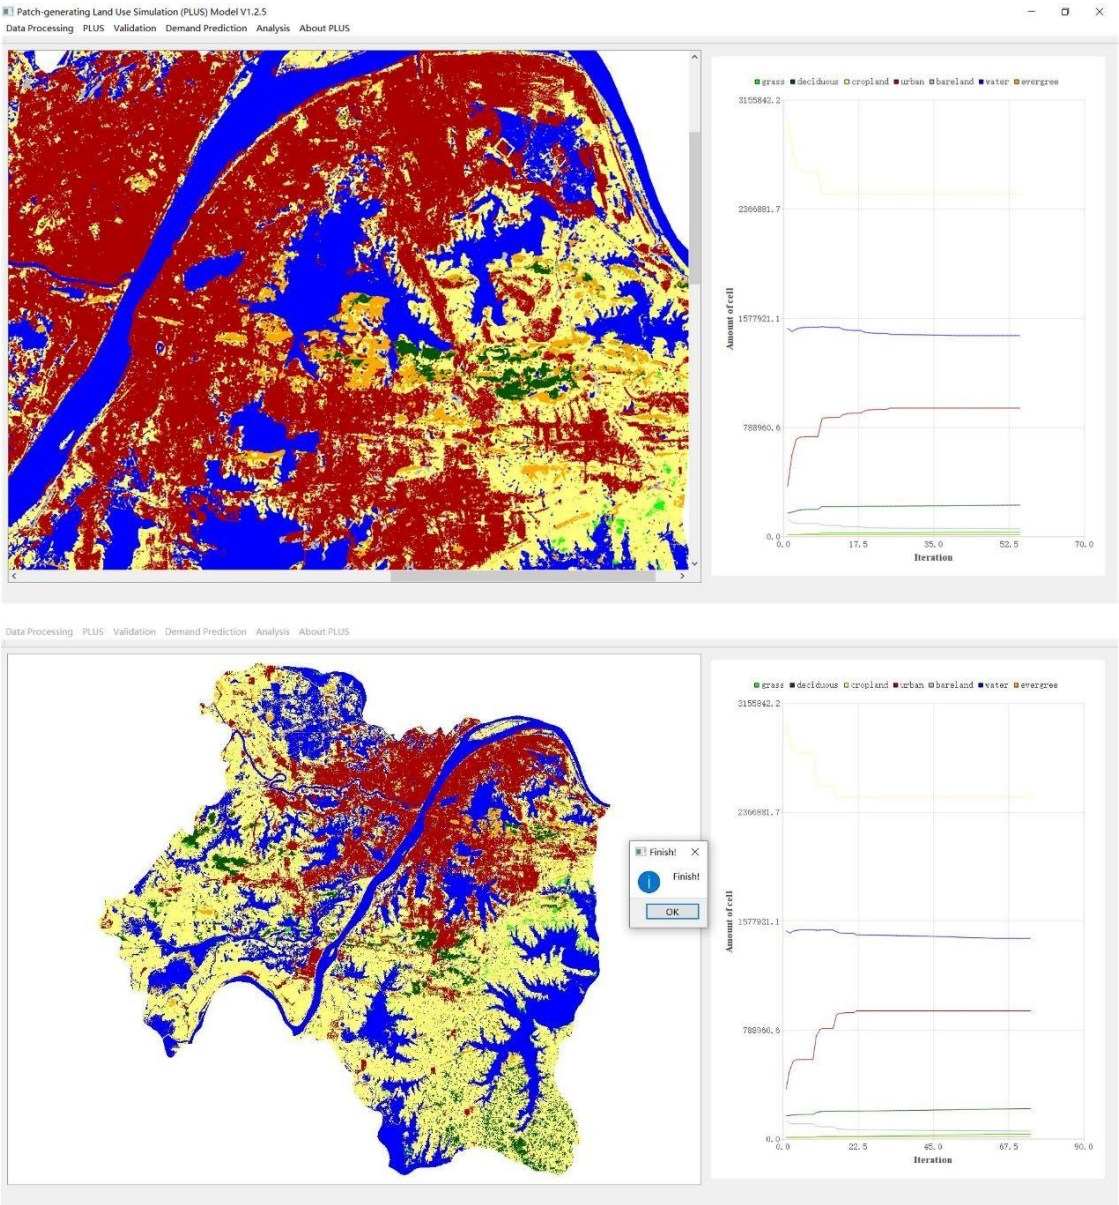 Patch-generating Land Use Simulation (PLUS) Model V1.2.5
Data Processing PLUS Validation Demand Prediction Analysis About PLUS
grass deciduous cropland urban bareland water evergree
3155842.2
2366881.7
1577921.1
788960.6
0.0
Amount of cell
0.0 17.5 35.0 52.5 70.0
Iteration
Data Processing PLUS Validation Demand Prediction Analysis About PLUS
grass deciduous cropland urban bareland water evergree
3155842.2
2366881.7
1577921.1
788960.6
0.0
Amount of cell
0.0 22.5 45.0 67.5 90.0
Iteration
Finish!
Finish!
OK